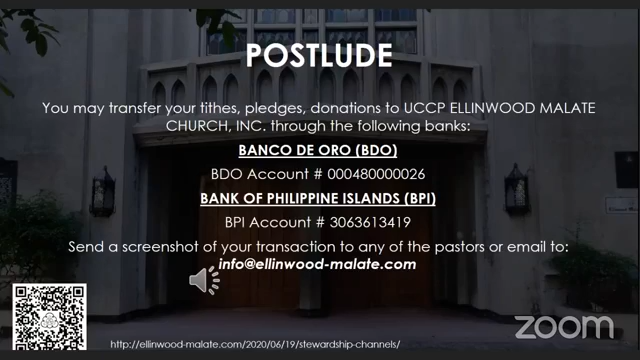 POSTLUDE
You may transfer your tithes, pledges, donations to UCCP ELLINWOOD MALATE
CHURCH, INC. through the following banks:
BANCO DE ORO (BDO)
BDO Account # 000480000026
BANK OF PHILIPPINE ISLANDS (BPI)
BPI Account # 3063613419
Send a screenshot of your transaction to any of the pastors or email to:
info@ellinwood-malate.com
http://ellinwood-malate.com/2020/06/19/stewardship-channels/
zoom